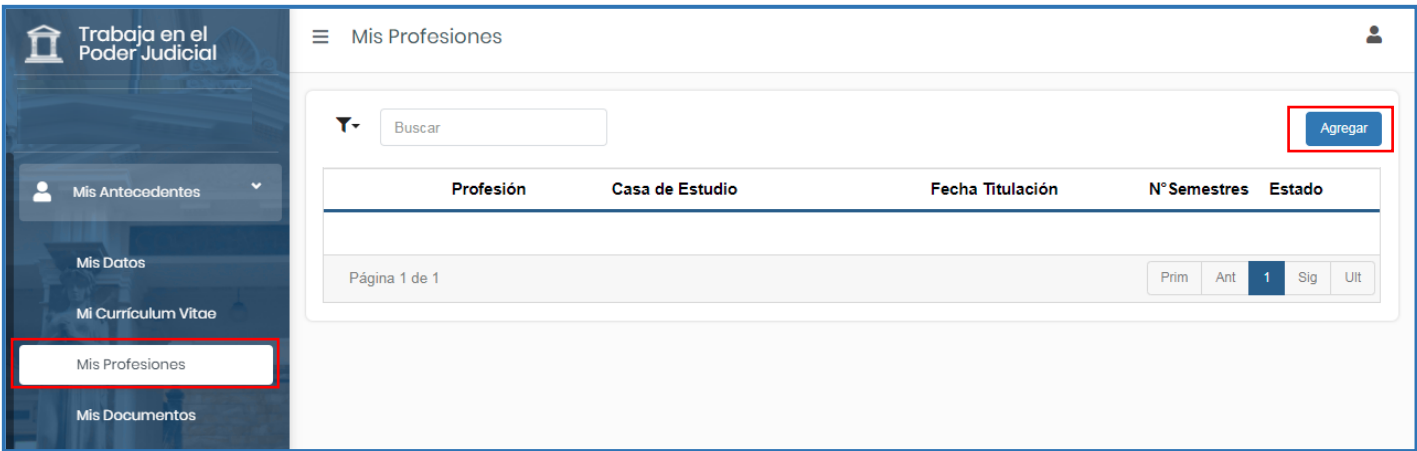 Trabaja en el
Poder Judicial
Mis Profesiones
Buscar
Agregar
Mis Antecedentes
Profesión Casa de Estudio Fecha Titulación N° Semestres Estado
Mis Datos
Página 1 de 1
Prim Ant 1 Sig Ult
Mi Currículum Vitae
Mis Profesiones
Mis Documentos